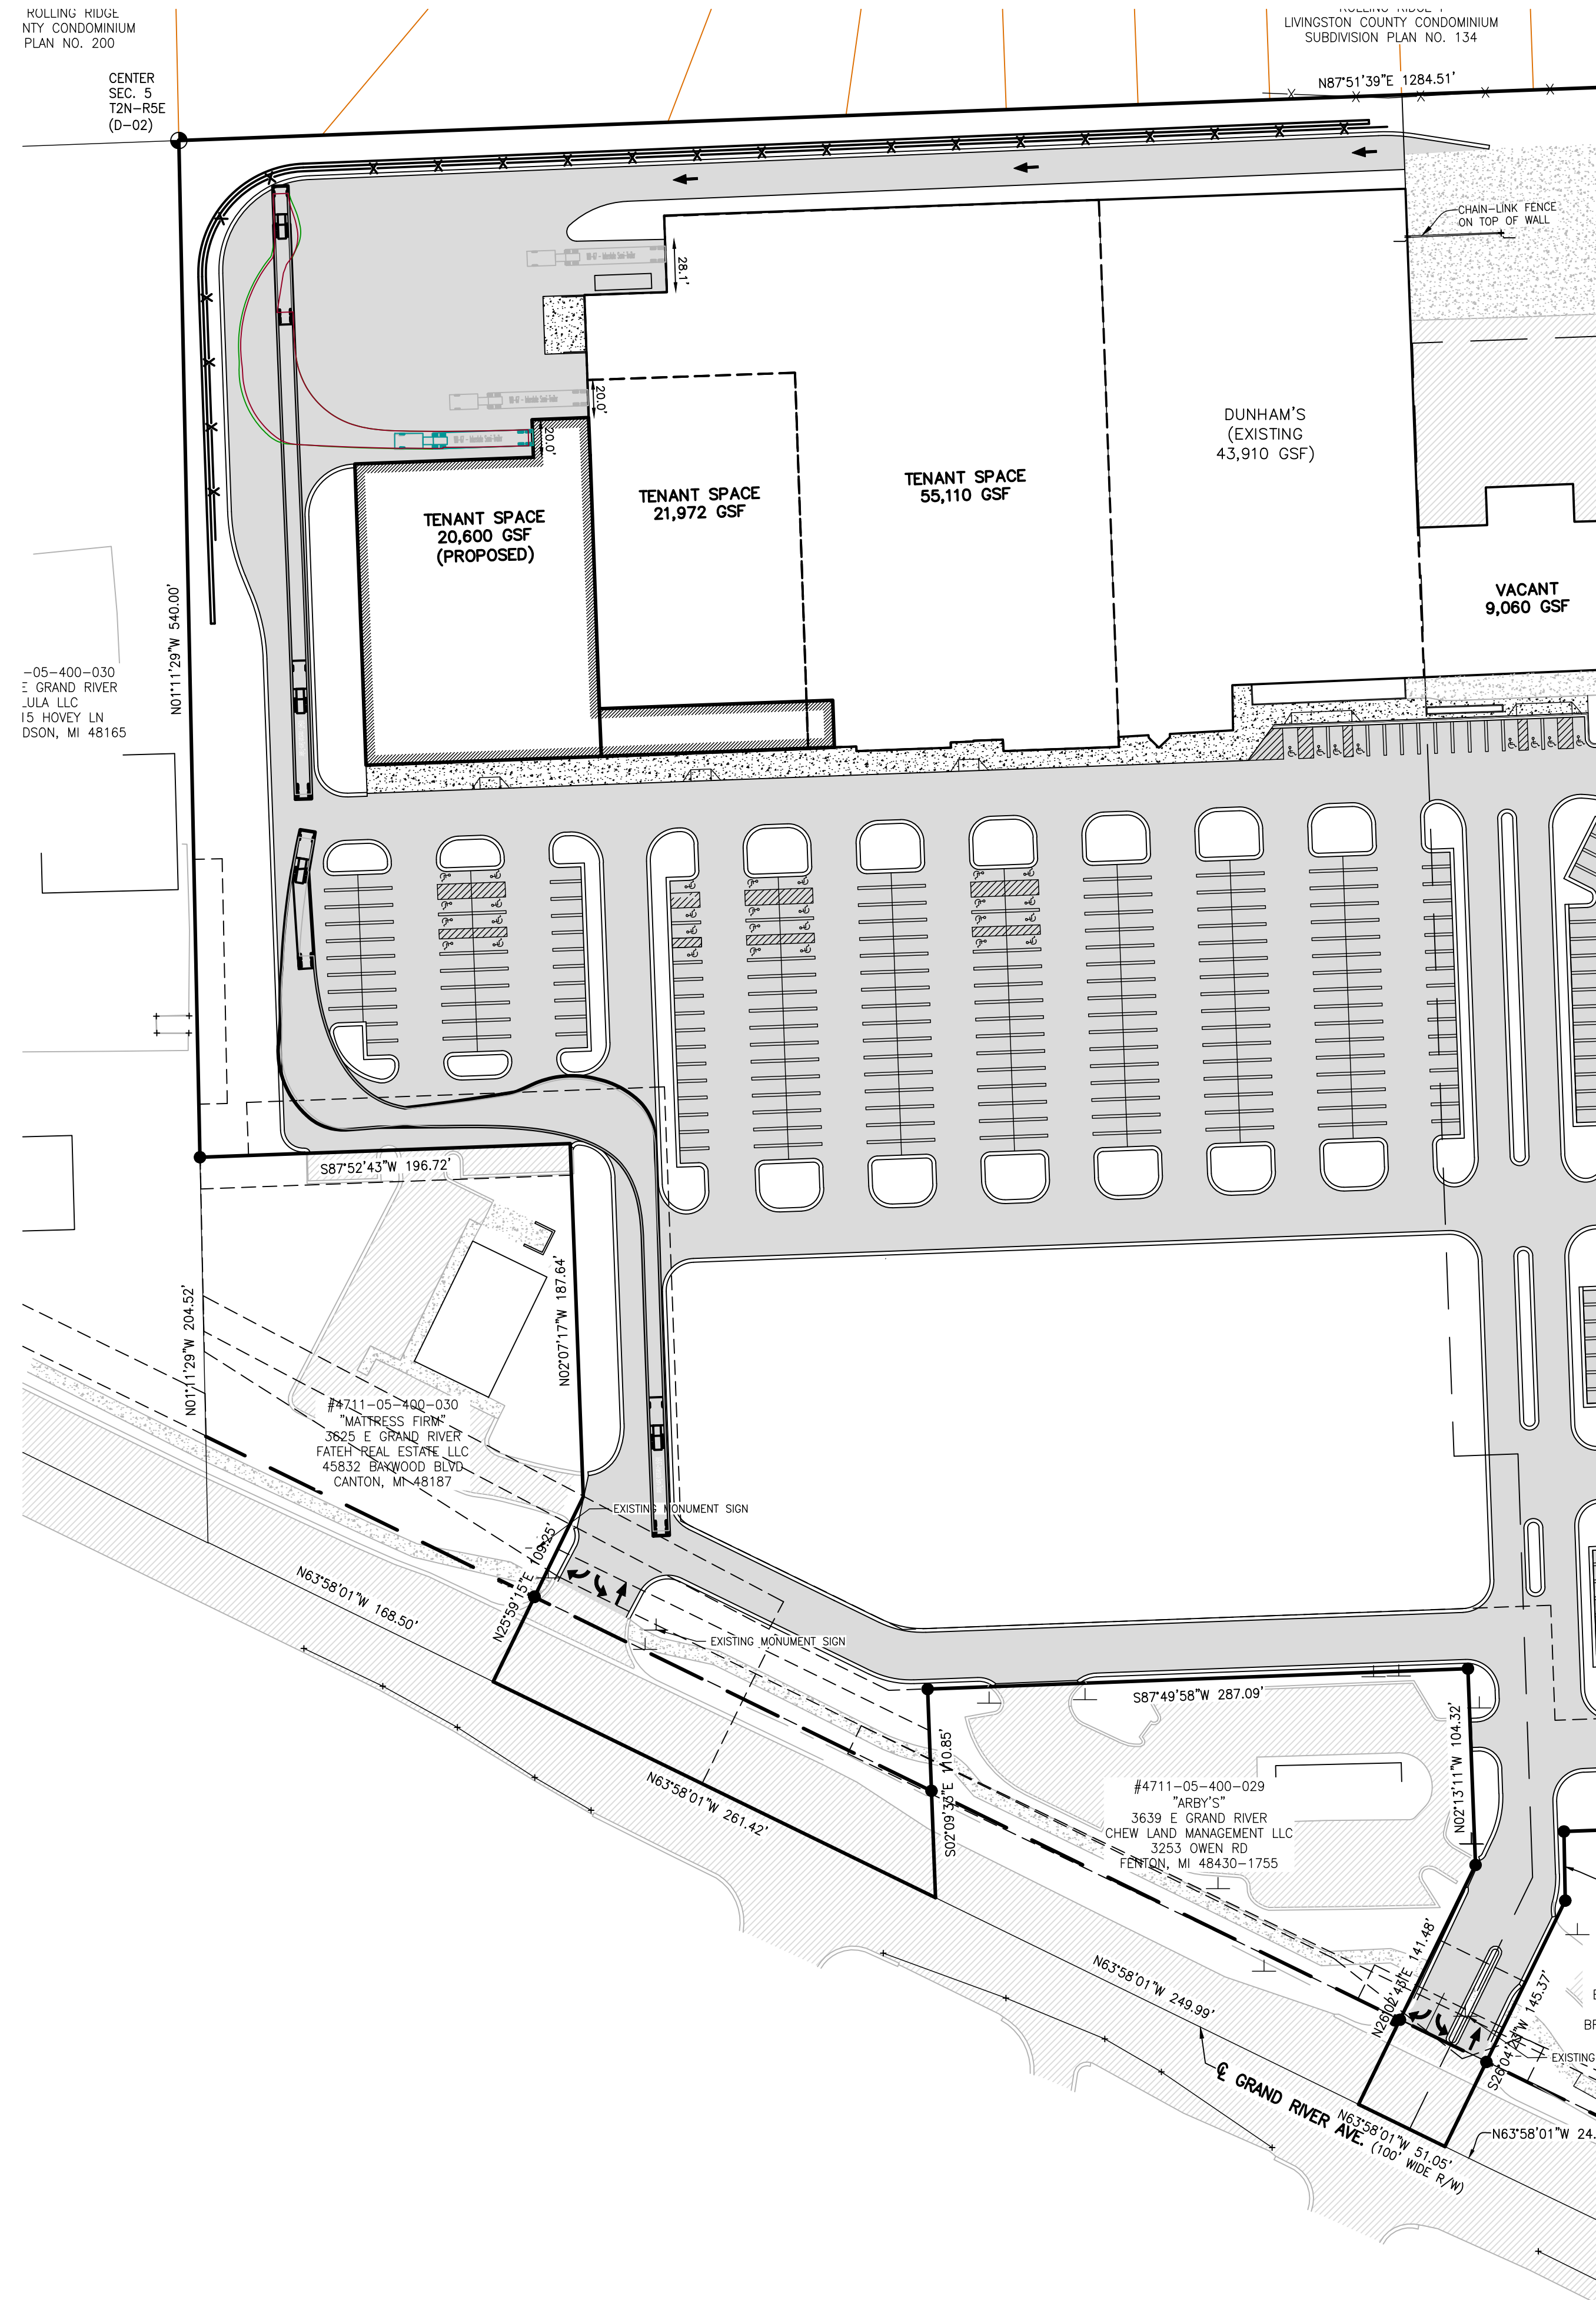 ROLLING RIDGE
NTY CONDOMINIUM
PLAN NO. 200
LIVINGSTON COUNTY CONDOMINIUM
SUBDIVISION PLAN NO. 134
CENTER
SEC. 5
T2N-R5E
(D-02)
N87°51'39"E 1284.51'
CHAIN-LINK FENCE
ON TOP OF WALL
28.1'
20.0'
20.0'
DUNHAM'S
(EXISTING
43,910 GSF)
TENANT SPACE
55,110 GSF
TENANT SPACE
21,972 GSF
TENANT SPACE
20,600 GSF
(PROPOSED)
VACANT
9,060 GSF
N01°11'29"W 540.00'
-05-400-030
E GRAND RIVER
LULA LLC
15 HOVEY LN
DSON, MI 48165
S87°52'43"W 196.72'
N02°07'17"W 187.64'
N01°11'29"W 204.52'
#4711-05-400-030
"MATTRESS FIRM"
3625 E GRAND RIVER
FATEH REAL ESTATE LLC
45832 BAYWOOD BLVD
CANTON, MI 48187
EXISTING MONUMENT SIGN
N25°59'15"E 109.25'
N63°58'01"W 168.50'
EXISTING MONUMENT SIGN
S87°49'58"W 287.09'
N02°13'11"W 104.32'
S02°09'33"E 110.85'
N63°58'01"W 261.42'
#4711-05-400-029
"ARBY'S"
3639 E GRAND RIVER
CHEW LAND MANAGEMENT LLC
3253 OWEN RD
FENTON, MI 48430-1755
N26°02'43"E 141.48'
S26°04'23"W 145.37'
N63°58'01"W 249.99'
EXISTING
℄ GRAND RIVER AVE. (100' WIDE R/W)
N63°58'01"W 51.05'
N63°58'01"W 24.